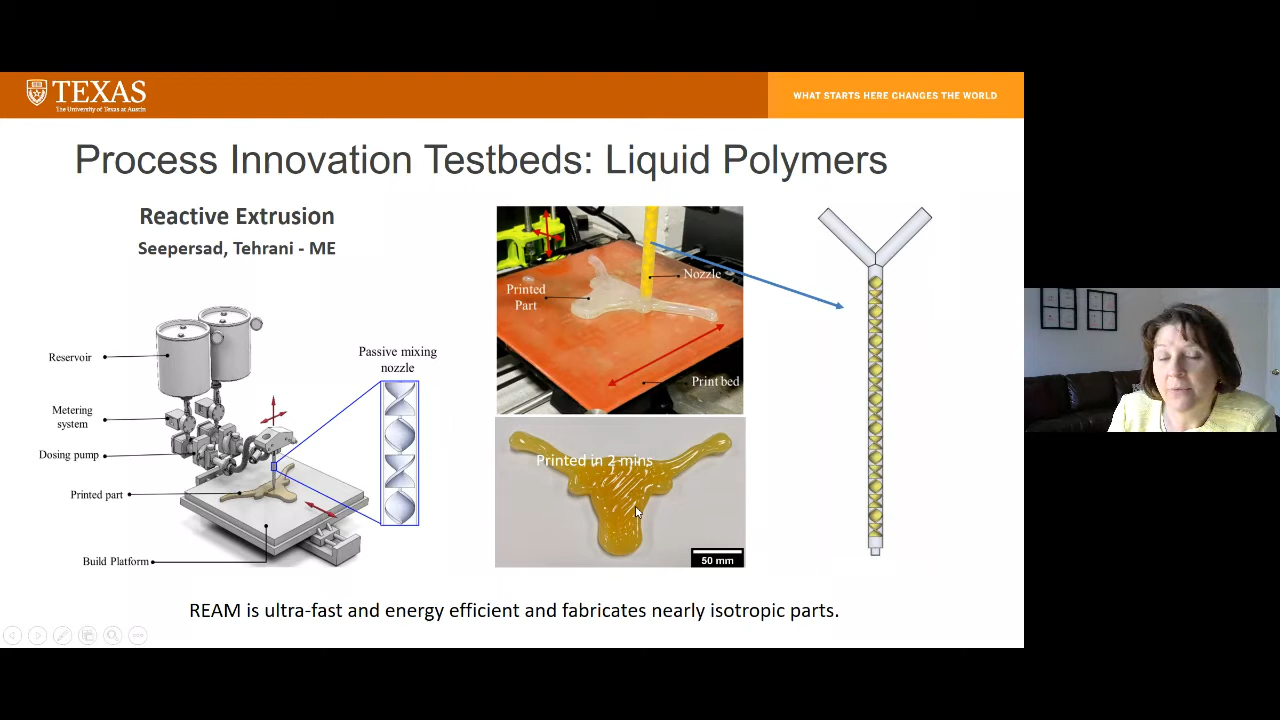 TEXAS
The University of Texas at Austin
WHAT STARTS HERE CHANGES THE WORLD
Process Innovation Testbeds: Liquid Polymers
Reactive Extrusion
Seepersad, Tehrani - ME
Reservoir
Metering
system
Dosing pump
Printed part
Build Platform
Passive mixing
nozzle
Printed
Part
Nozzle
Print bed
Printed in 2 mins
50 mm
REAM is ultra-fast and energy efficient and fabricates nearly isotropic parts.